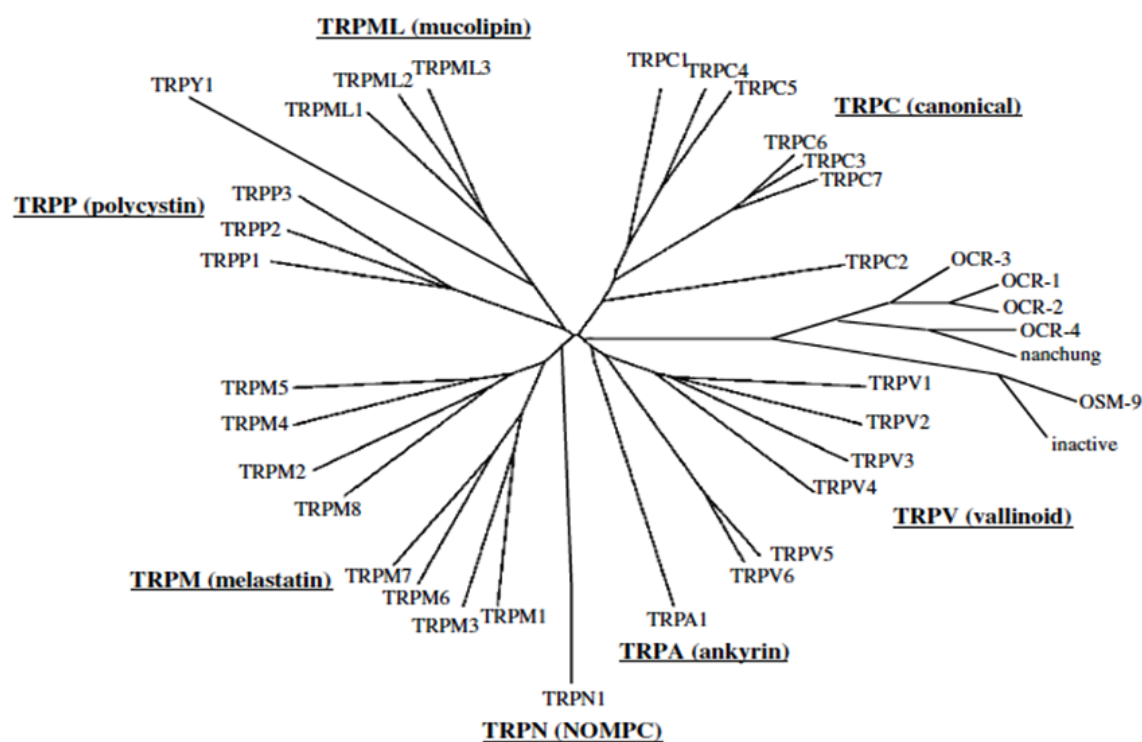 TRPML (mucolipin)
TRPY1
TRPML1
TRPML2
TRPML3
TRPC1
TRPC4
TRPC5
TRPC (canonical)
TRPC6
TRPC3
TRPC7
TRPP (polycystin)
TRPP3
TRPP2
TRPP1
TRPC2
OCR-3
OCR-1
OCR-2
OCR-4
nanchung
OSM-9
inactive
TRPV1
TRPV2
TRPV3
TRPV4
TRPV (vallinoid)
TRPV5
TRPV6
TRPM5
TRPM4
TRPM2
TRPM8
TRPM (melastatin)
TRPM7
TRPM6
TRPM3
TRPM1
TRPA1
TRPA (ankyrin)
TRPN1
TRPN (NOMPC)